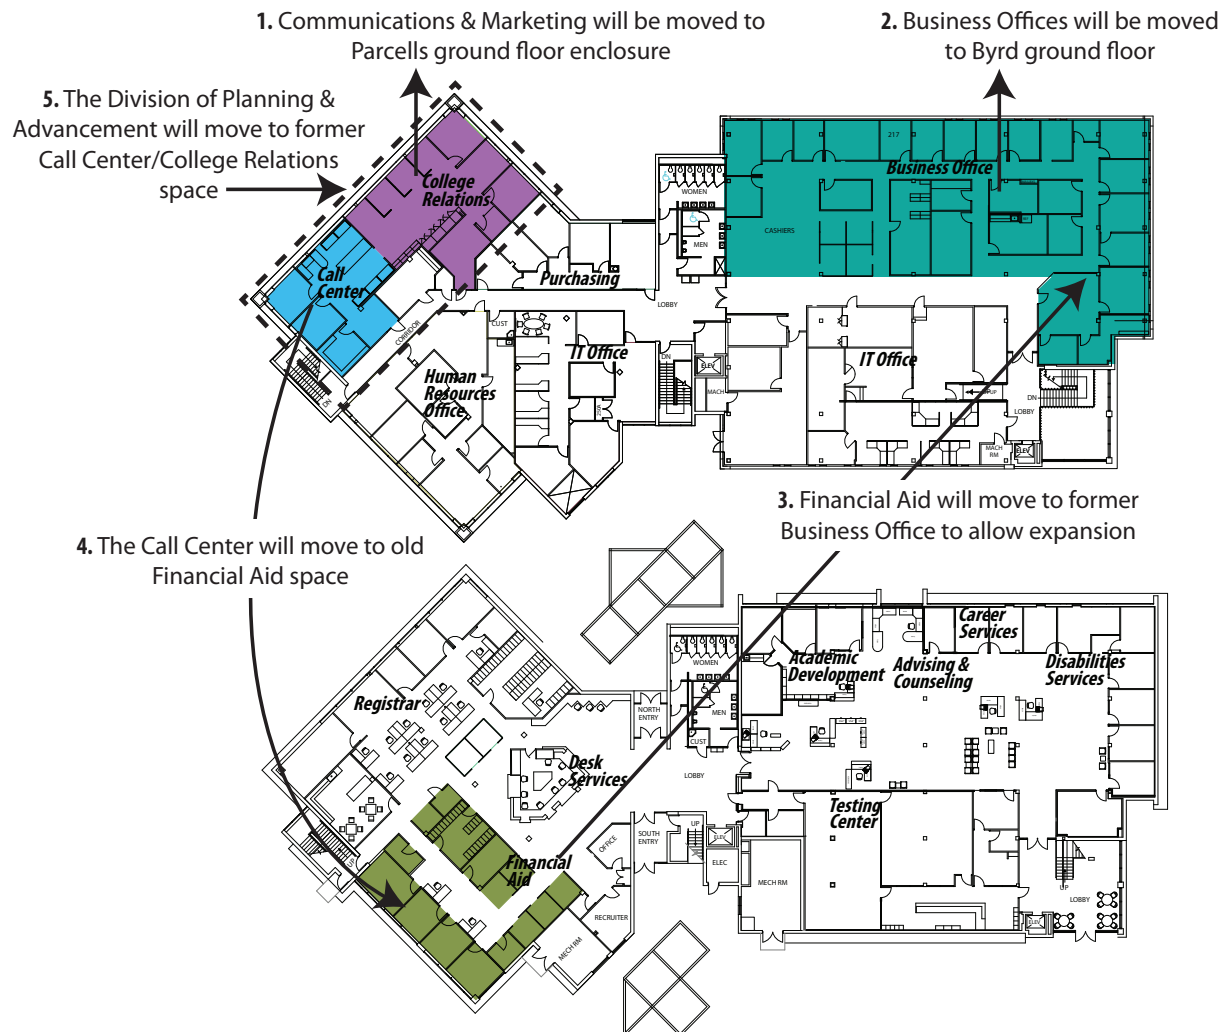 1. Communications & Marketing will be moved to
Parcells ground floor enclosure
2. Business Offices will be moved
to Byrd ground floor
5. The Division of Planning &
Advancement will move to former
Call Center/College Relations
space
217
Business Office
College
Relations
WOMEN
MEN
CASHIERS
Call
Center
Purchasing
LOBBY
CORRIDOR
CUST
IT Office
DN
ELEV
IT Office
Human
Resources
Office
MACH
UP
DN
LOBBY
DN
MACH
RM
ELEV
3. Financial Aid will move to former
Business Office to allow expansion
4. The Call Center will move to old
Financial Aid space
Career
Services
WOMEN
Academic
Development
Advising &
Counseling
Disabilities
Services
Registrar
NORTH
ENTRY
MEN
CUST
Desk
Services
LOBBY
Testing
Center
UP
SOUTH
ENTRY
UP
ELEV
OFFICE
Financial
Aid
ELEC
MECH RM
UP
LOBBY
RECRUITER
ELEV
MECH RM